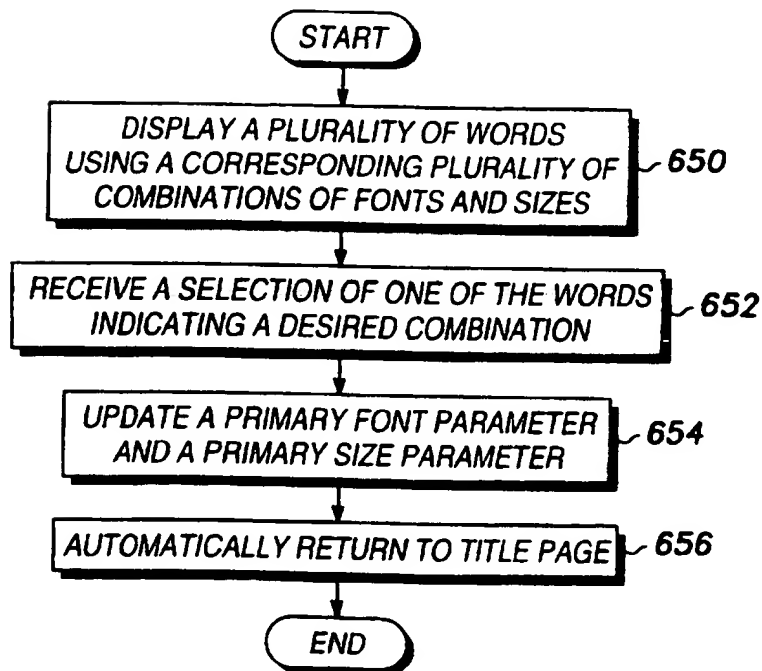 START
DISPLAY A PLURALITY OF WORDS
USING A CORRESPONDING PLURALITY OF
COMBINATIONS OF FONTS AND SIZES
650
RECEIVE A SELECTION OF ONE OF THE WORDS
INDICATING A DESIRED COMBINATION
652
UPDATE A PRIMARY FONT PARAMETER
AND A PRIMARY SIZE PARAMETER
654
AUTOMATICALLY RETURN TO TITLE PAGE
656
END